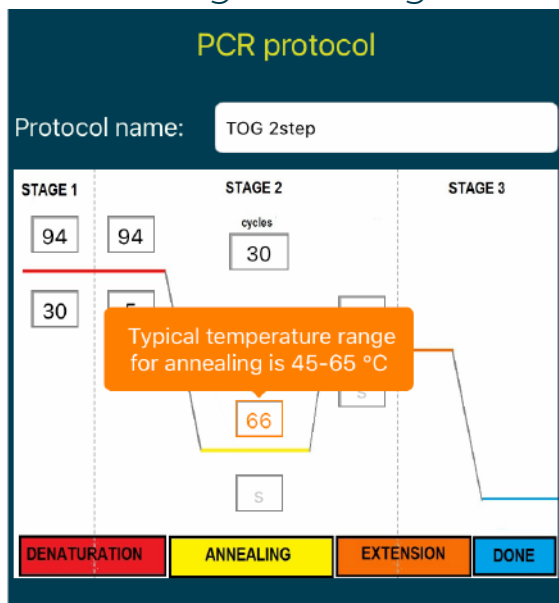 PCR protocol
Protocol name: TOG 2step
STAGE 1 STAGE 2 STAGE 3
cycles
94 94 30
30
Typical temperature range
for annealing is 45-65 °C
66
s
s
DENATURATION ANNEALING EXTENSION DONE